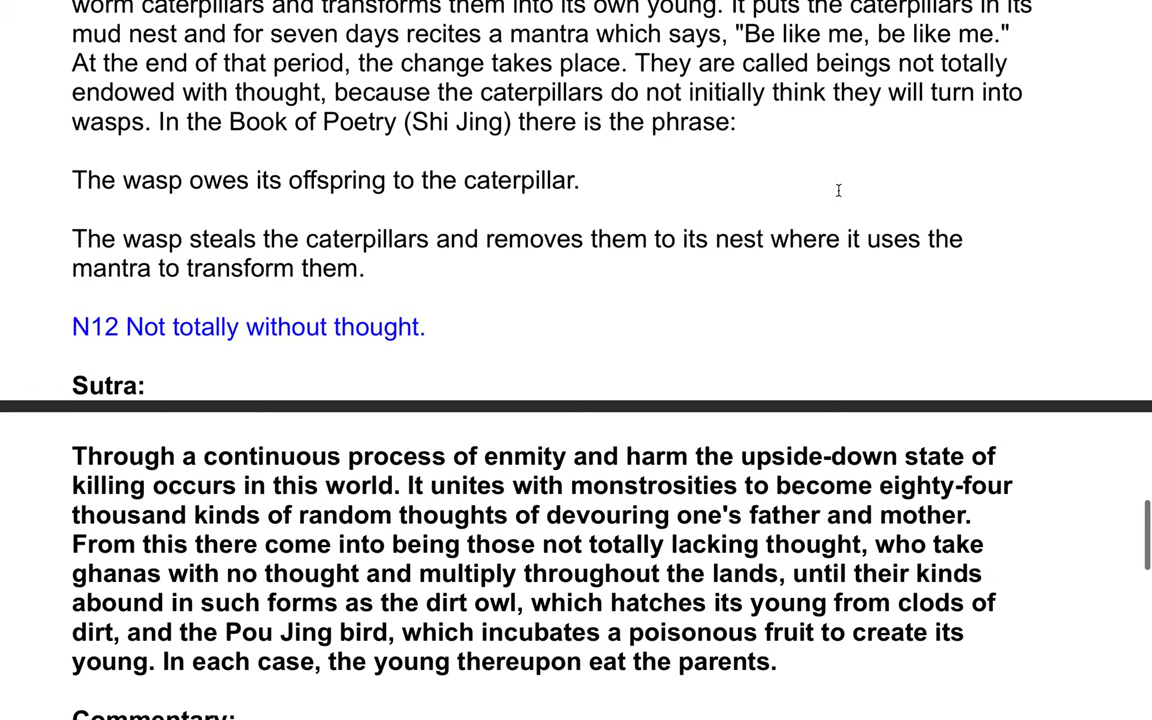 worm caterpillars and transforms them into its own young. It puts the caterpillars in its
mud nest and for seven days recites a mantra which says, "Be like me, be like me."
At the end of that period, the change takes place. They are called beings not totally
endowed with thought, because the caterpillars do not initially think they will turn into
wasps. In the Book of Poetry (Shi Jing) there is the phrase:
The wasp owes its offspring to the caterpillar.
The wasp steals the caterpillars and removes them to its nest where it uses the
mantra to transform them.
N12 Not totally without thought.
Sutra:
Through a continuous process of enmity and harm the upside-down state of
killing occurs in this world. It unites with monstrosities to become eighty-four
thousand kinds of random thoughts of devouring one's father and mother.
From this there come into being those not totally lacking thought, who take
ghanas with no thought and multiply throughout the lands, until their kinds
abound in such forms as the dirt owl, which hatches its young from clods of
dirt, and the Pou Jing bird, which incubates a poisonous fruit to create its
young. In each case, the young thereupon eat the parents.
Commentary: